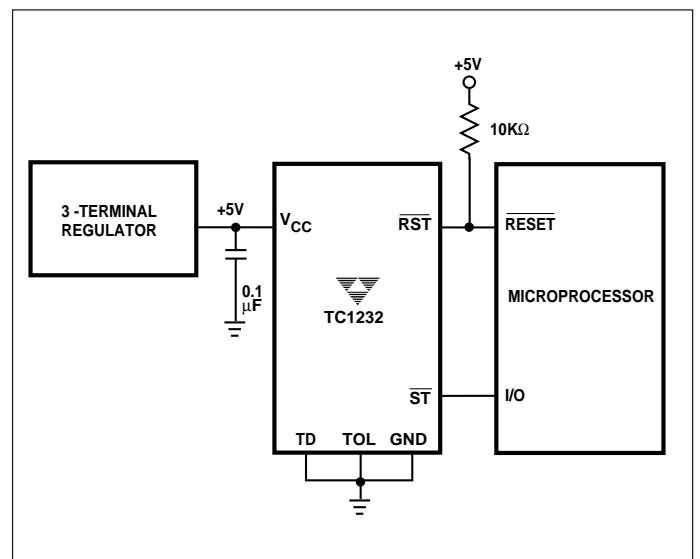 +5V
10KΩ
3 -TERMINAL
REGULATOR
+5V
0.1
µF
VCC
RST
TC1232
ST
TD TOL GND
RESET
MICROPROCESSOR
I/O